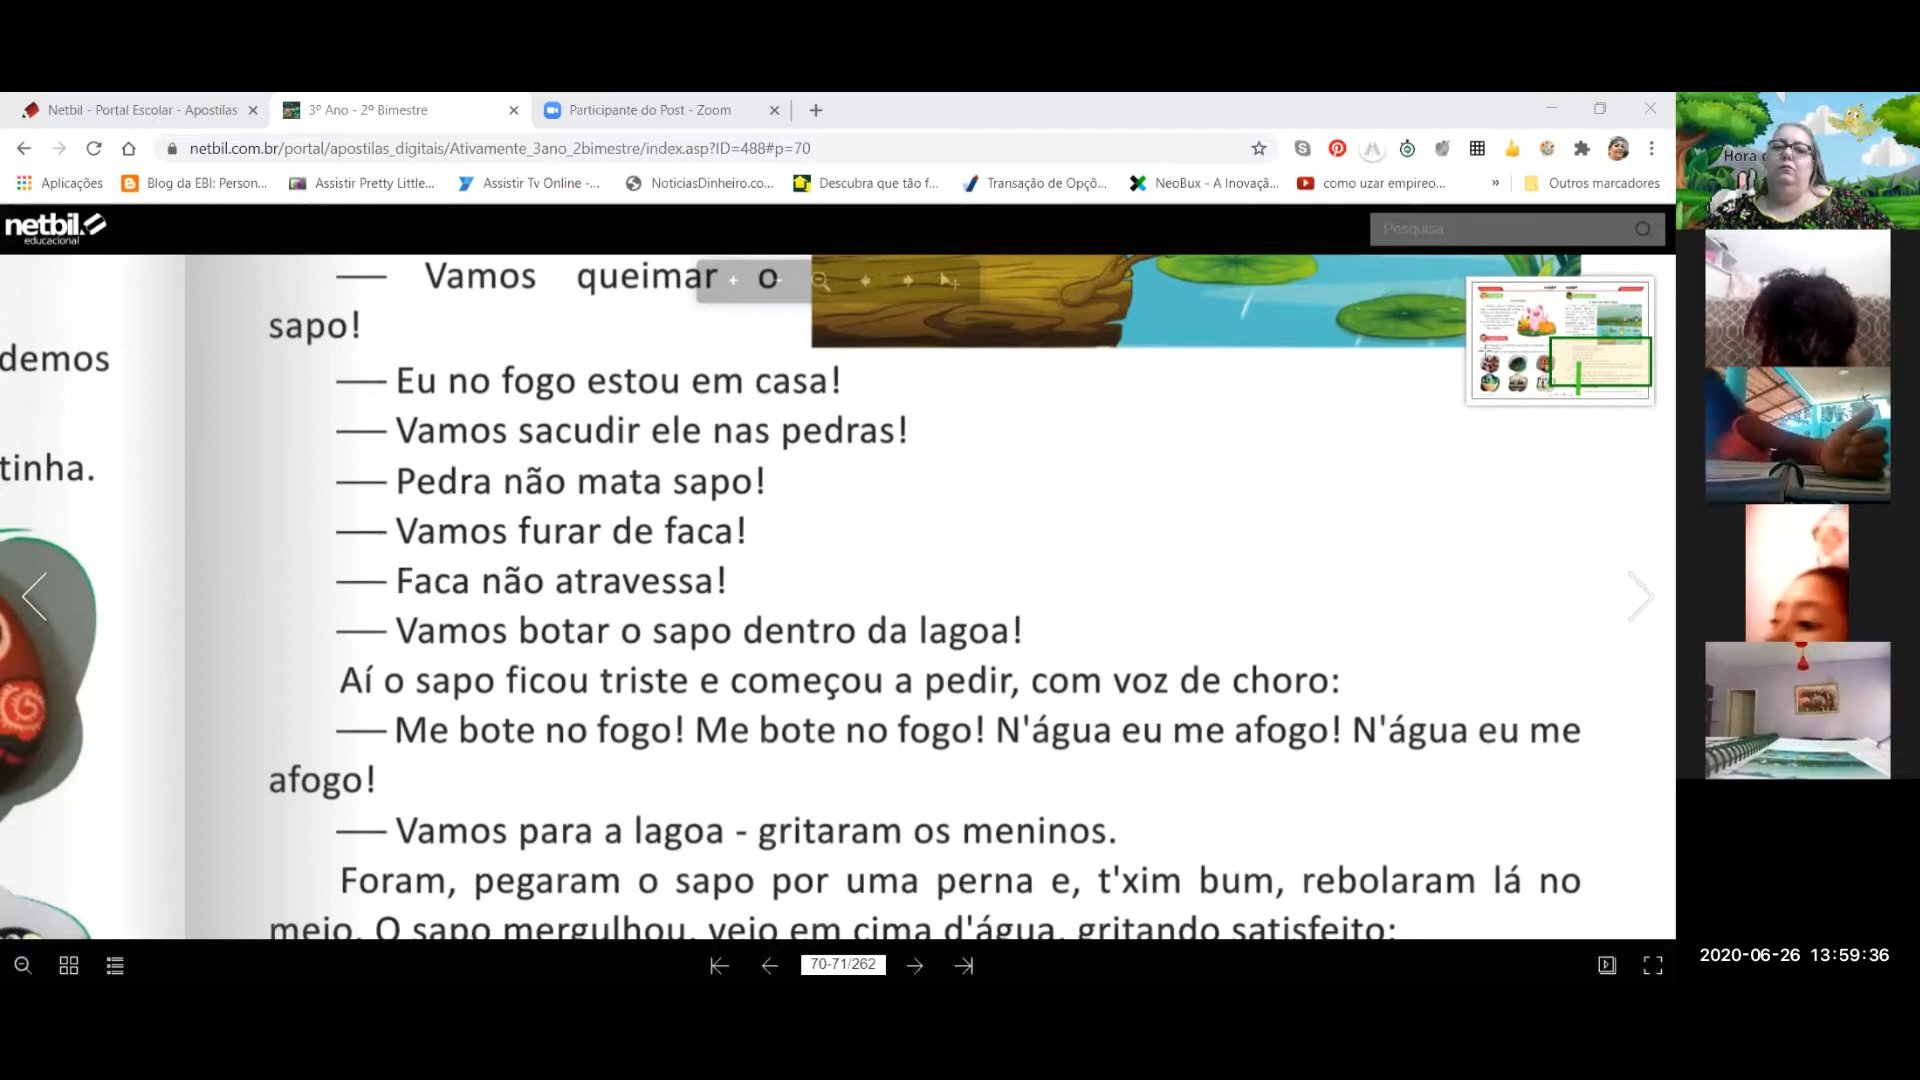 Netbil - Portal Escolar - Apostilas
3º Ano - 2º Bimestre
Participante do Post - Zoom
netbil.com.br/portal/apostilas_digitais/Ativamente_3ano_2bimestre/index.asp?ID=488#p=70
Aplicações
Blog da EBI: Person...
Assistir Pretty Little...
Assistir Tv Online -...
NoticiasDinheiro.co...
Descubra que tão f...
Transação de Opçõ...
NeoBux - A Inovaçã...
como uzar empireo...
»
Outros marcadores
netbil
educacional
Pesquisa
Hora
demos
tinha.
— Vamos queimar o
sapo!
— Eu no fogo estou em casa!
— Vamos sacudir ele nas pedras!
— Pedra não mata sapo!
— Vamos furar de faca!
— Faca não atravessa!
— Vamos botar o sapo dentro da lagoa!
Aí o sapo ficou triste e começou a pedir, com voz de choro:
— Me bote no fogo! Me bote no fogo! N'água eu me afogo! N'água eu me
afogo!
— Vamos para a lagoa - gritaram os meninos.
Foram, pegaram o sapo por uma perna e, t'xim bum, rebolaram lá no
meio. O sapo mergulhou, veio em cima d'água, gritando satisfeito:
70-71/262
2020-06-26 13:59:36